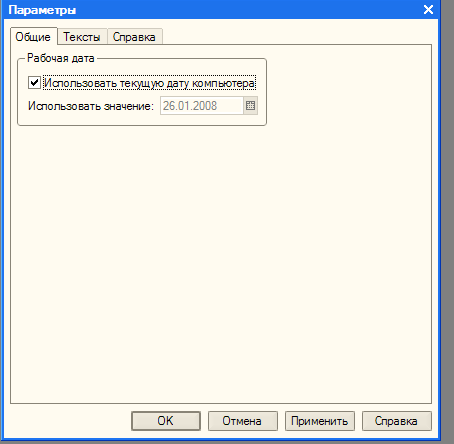 Параметры
Общие Тексты Справка
Рабочая дата
Использовать текущую дату компьютера
Использовать значение: 26.01.2008
OK Отмена Применить Справка